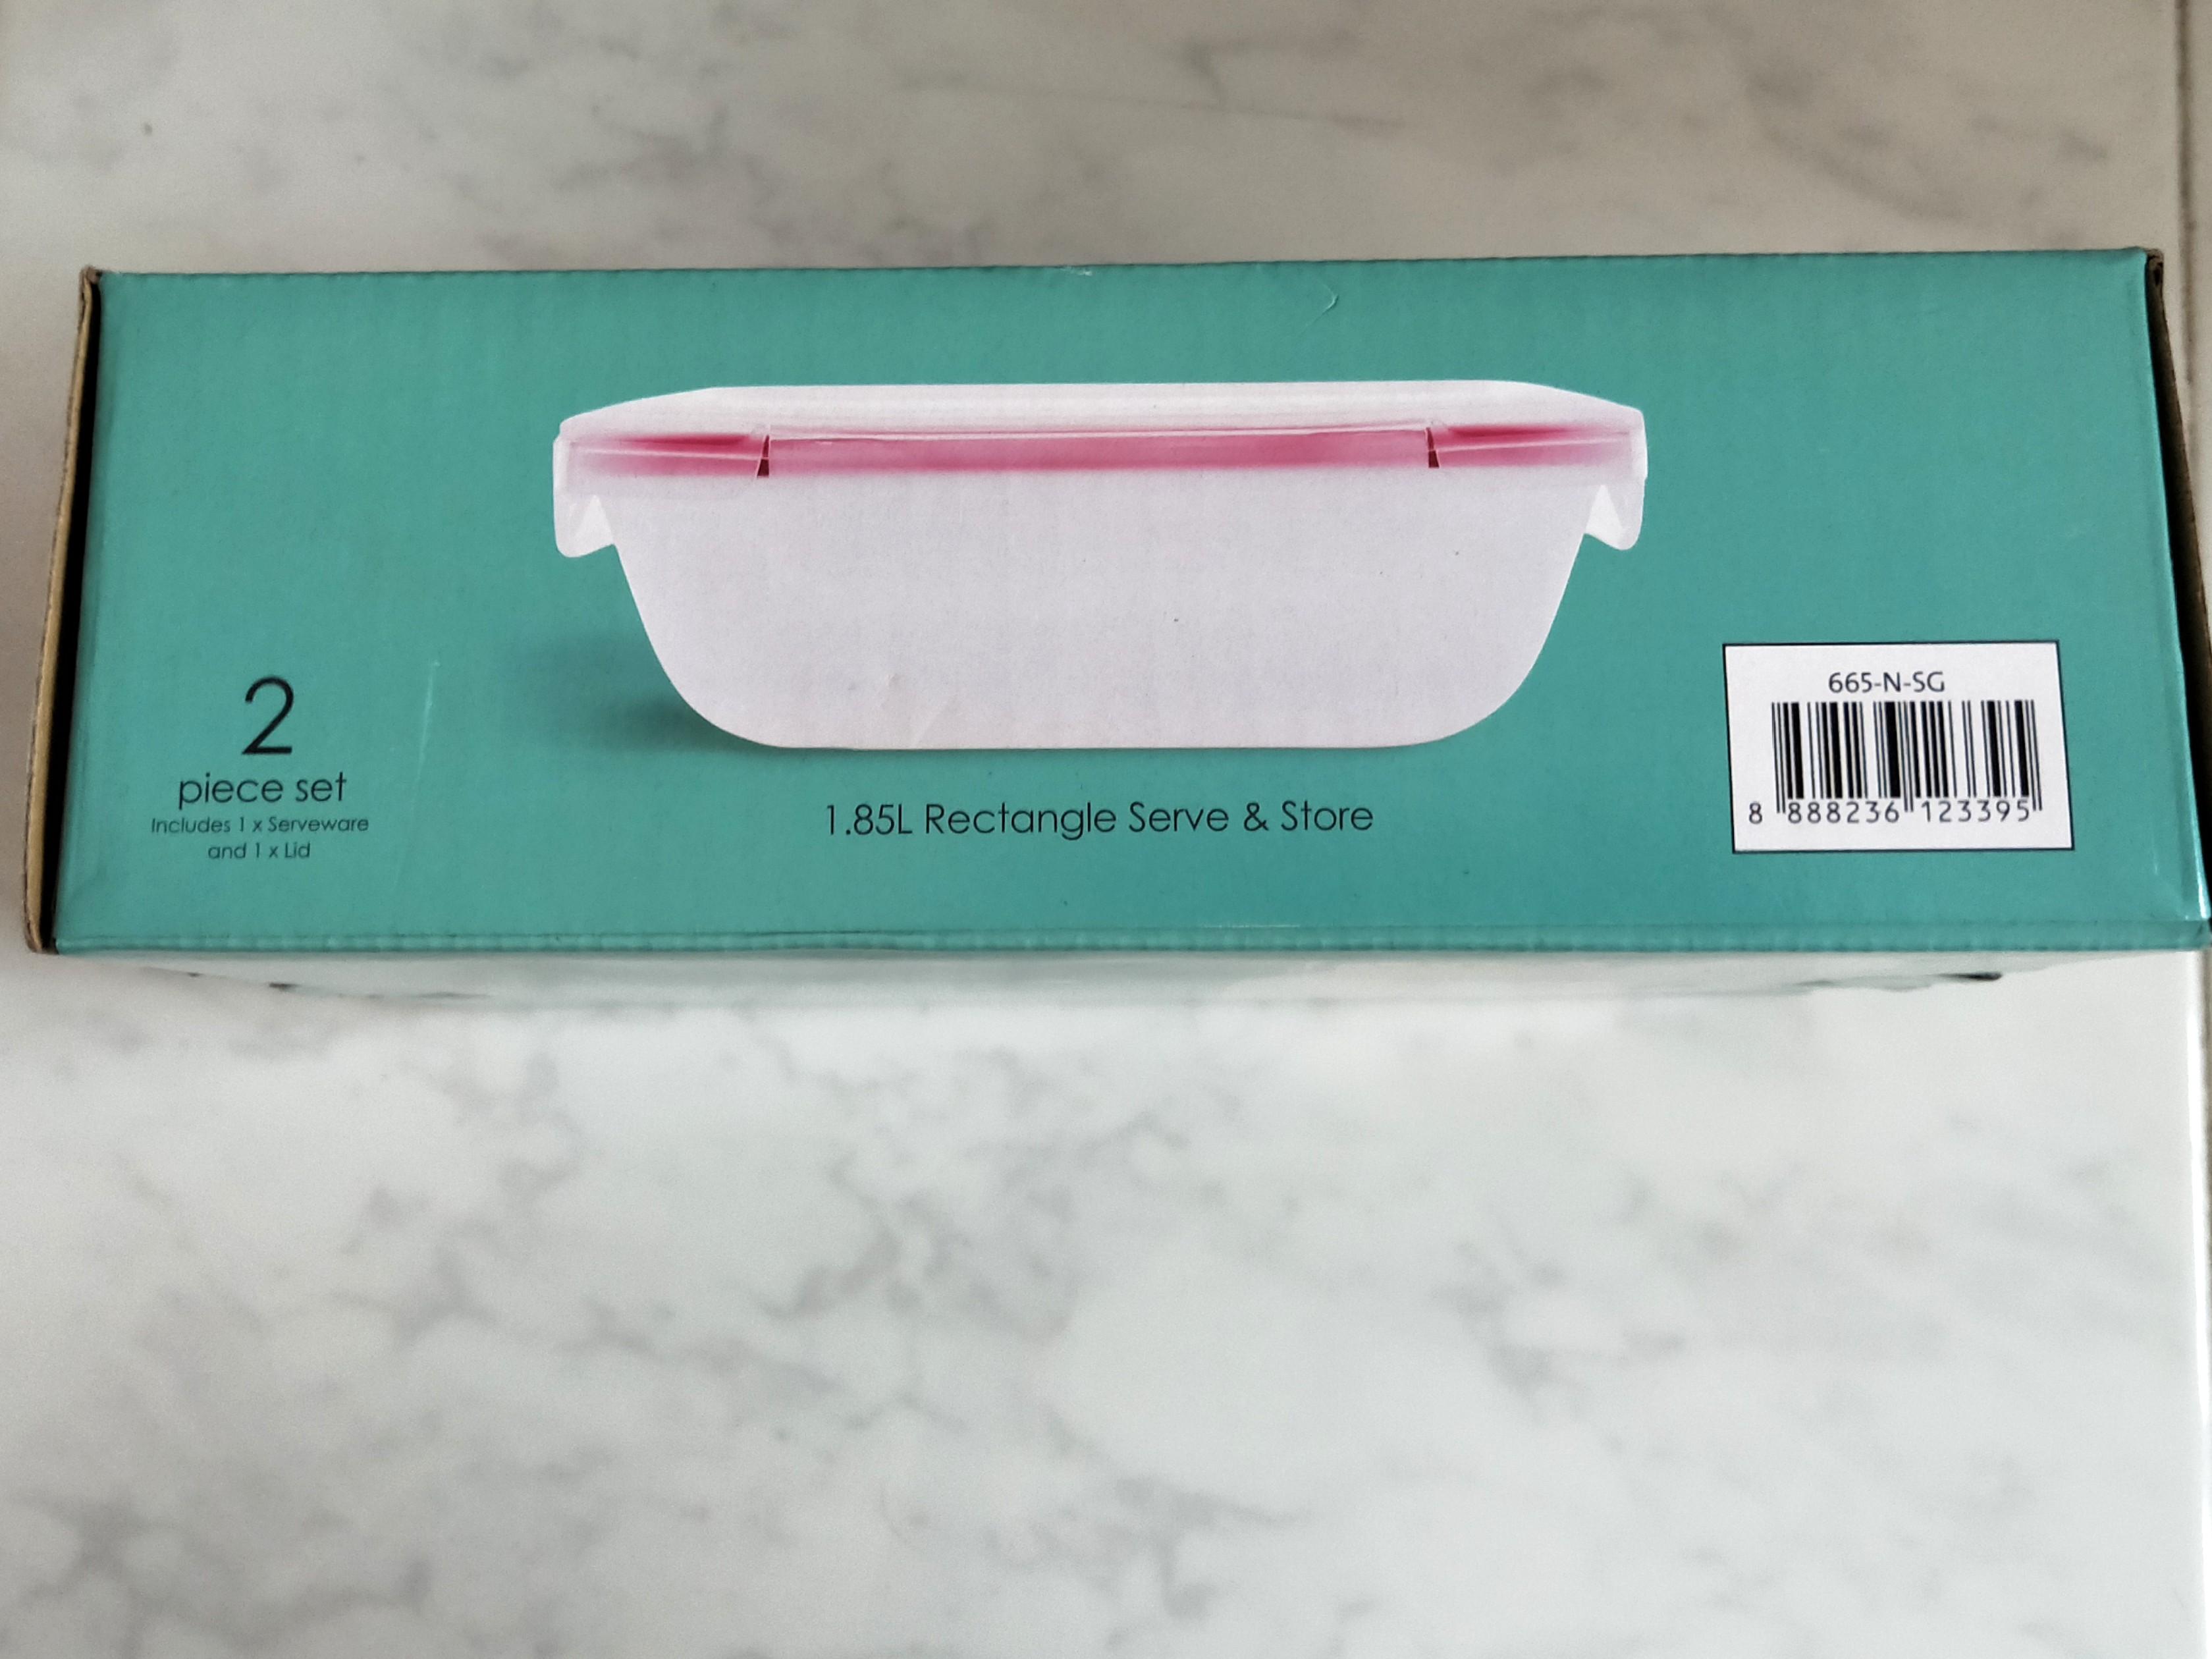 2
piece set
Includes 1 x Serveware
and 1 x Lid
1.85L Rectangle Serve & Store
665-N-SG
8 888236 123395